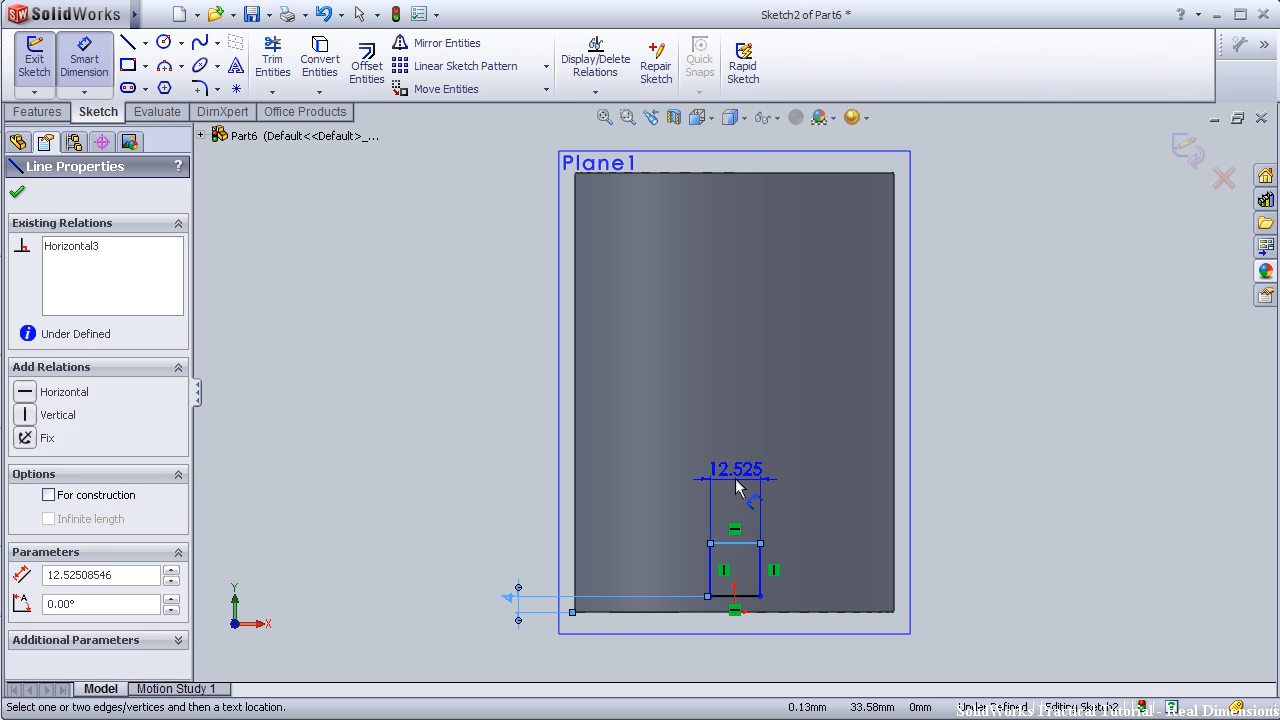 SolidWorks
Sketch2 of Part6 *
Exit Sketch
Smart Dimension
Trim Entities
Convert Entities
Offset Entities
Mirror Entities
Linear Sketch Pattern
Move Entities
Display/Delete Relations
Repair Sketch
Quick Snaps
Rapid Sketch
Features
Sketch
Evaluate
DimXpert
Office Products
Line Properties
?
Existing Relations
Horizontal3
Under Defined
Add Relations
Horizontal
Vertical
Fix
Options
For construction
Infinite length
Parameters
12.52508546
0.00°
Additional Parameters
Part6 (Default<<Default>_...
Plane1
12.525
Y
X
Model
Motion Study 1
Select one or two edges/vertices and then a text location.
0.13mm
33.58mm
0mm
Under Defined
Editing Sketch2
SolidWorks Practical Tutorial - Real Dimensions